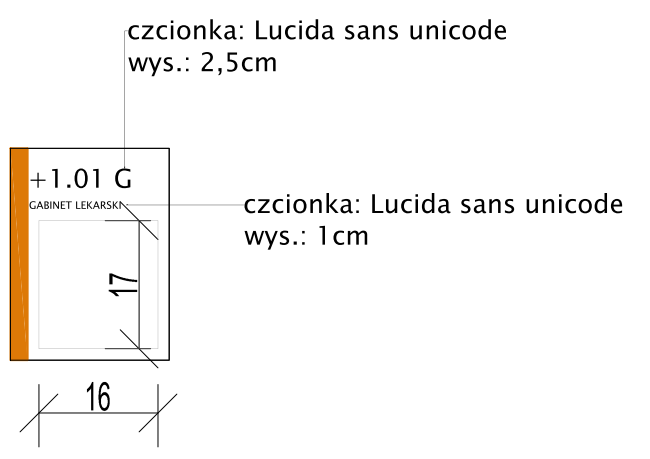 czcionka: Lucida sans unicode
wys.: 2,5cm
+1.01 G
GABINET LEKARSKI
czcionka: Lucida sans unicode
wys.: 1cm
17
16